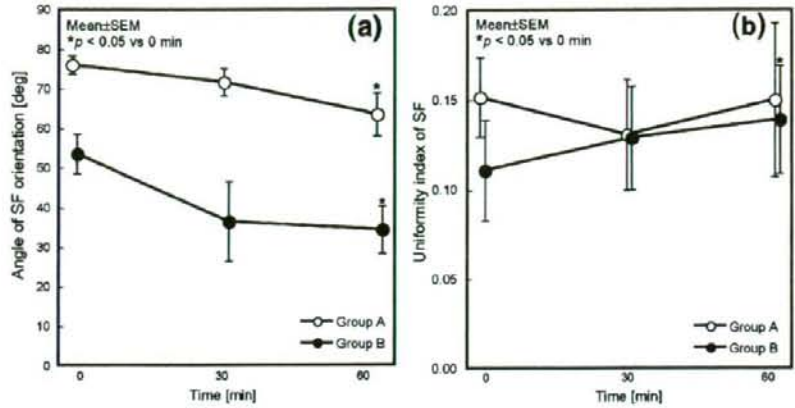 Mean±SEM
*p < 0.05 vs 0 min
(a)
Angle of SF orientation [deg]
90
80
70
60
50
40
30
20
10
0
*
*
Group A
Group B
0
30
60
Time [min]
Mean±SEM
*p < 0.05 vs 0 min
(b)
Uniformity index of SF
0.20
0.15
0.10
0.05
0.00
*
Group A
Group B
0
30
60
Time [min]